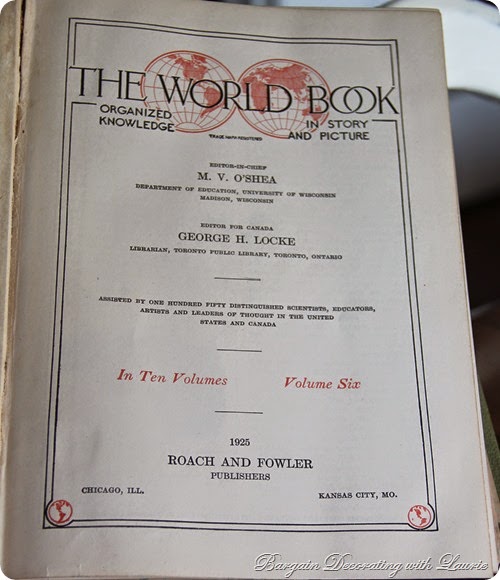 THE WORLD BOOK
ORGANIZED
KNOWLEDGE
IN STORY
AND PICTURE
TRADE MARK REGISTERED
EDITOR-IN-CHIEF
M. V. O'SHEA
DEPARTMENT OF EDUCATION, UNIVERSITY OF WISCONSIN
MADISON, WISCONSIN
EDITOR FOR CANADA
GEORGE H. LOCKE
LIBRARIAN, TORONTO PUBLIC LIBRARY, TORONTO, ONTARIO
ASSISTED BY ONE HUNDRED FIFTY DISTINGUISHED SCIENTISTS, EDUCATORS,
ARTISTS AND LEADERS OF THOUGHT IN THE UNITED
STATES AND CANADA
In Ten Volumes Volume Six
1925
ROACH AND FOWLER
PUBLISHERS
CHICAGO, ILL. KANSAS CITY, MO.
Bargain Decorating with Laurie